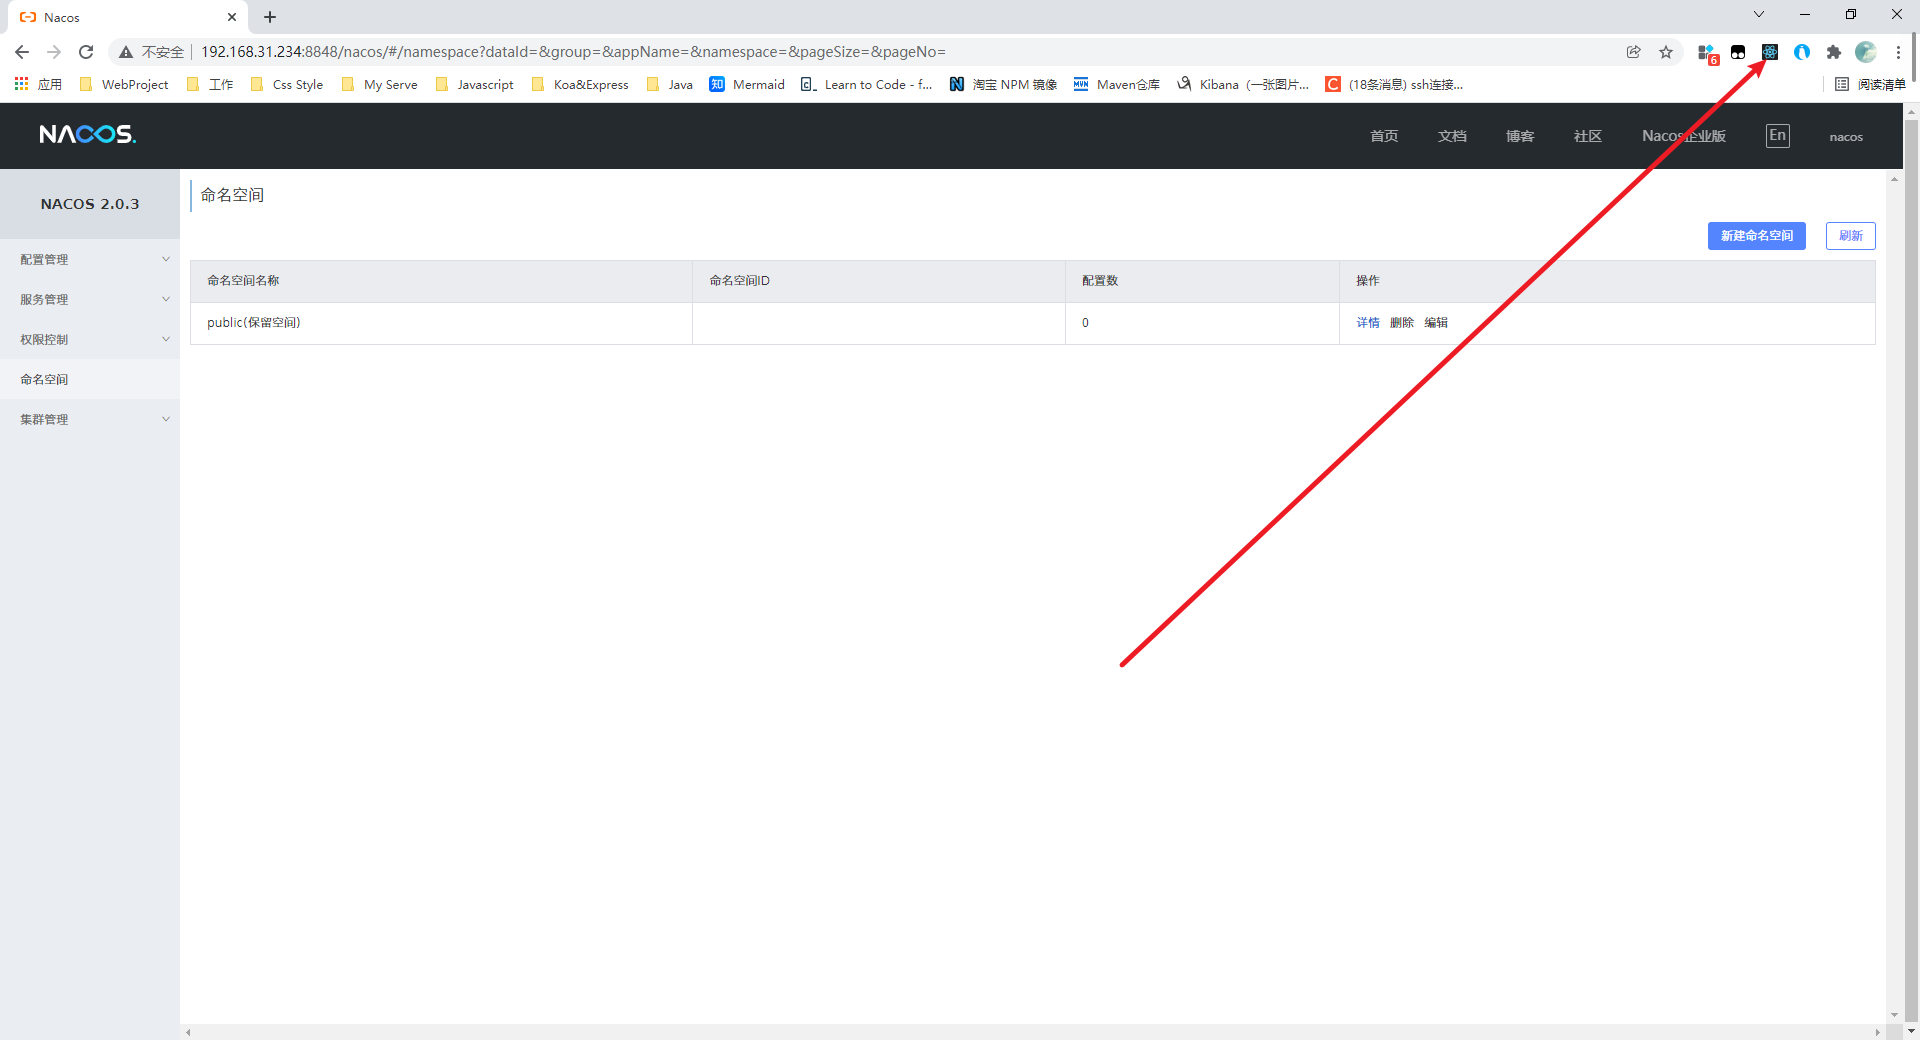 Nacos
不安全 192.168.31.234:8848/nacos/#/namespace?dataId=&group=&appName=&namespace=&pageSize=&pageNo=
6
应用 WebProject 工作 Css Style My Serve Javascript Koa&Express Java 知 Mermaid Learn to Code - f... 淘宝 NPM 镜像 MVN Maven仓库 Kibana（一张图片... C (18条消息) ssh连接... 阅读清单
NACOS. 首页 文档 博客 社区 Nacos企业版 En nacos
NACOS 2.0.3
命名空间
新建命名空间 刷新
配置管理
服务管理
权限控制
命名空间
集群管理
命名空间名称 命名空间ID 配置数 操作
public(保留空间) 0 详情 删除 编辑